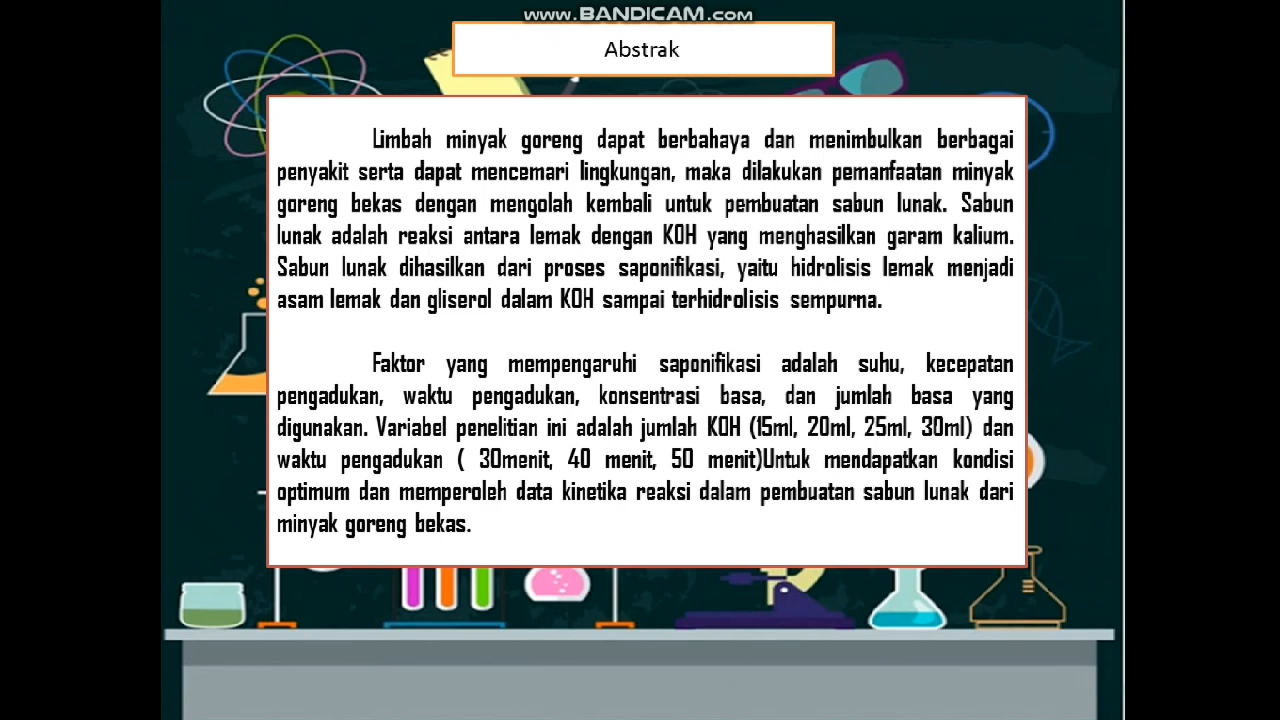 www.BANDICAM.com
Abstrak
Limbah minyak goreng dapat berbahaya dan menimbulkan berbagai
penyakit serta dapat mencemari lingkungan, maka dilakukan pemanfaatan minyak
goreng bekas dengan mengolah kembali untuk pembuatan sabun lunak. Sabun
lunak adalah reaksi antara lemak dengan KOH yang menghasilkan garam kalium.
Sabun lunak dihasilkan dari proses saponifikasi, yaitu hidrolisis lemak menjadi
asam lemak dan gliserol dalam KOH sampai terhidrolisis sempurna.
Faktor yang mempengaruhi saponifikasi adalah suhu, kecepatan
pengadukan, waktu pengadukan, konsentrasi basa, dan jumlah basa yang
digunakan. Variabel penelitian ini adalah jumlah KOH (15ml, 20ml, 25ml, 30ml) dan
waktu pengadukan ( 30menit, 40 menit, 50 menit)Untuk mendapatkan kondisi
optimum dan memperoleh data kinetika reaksi dalam pembuatan sabun lunak dari
minyak goreng bekas.